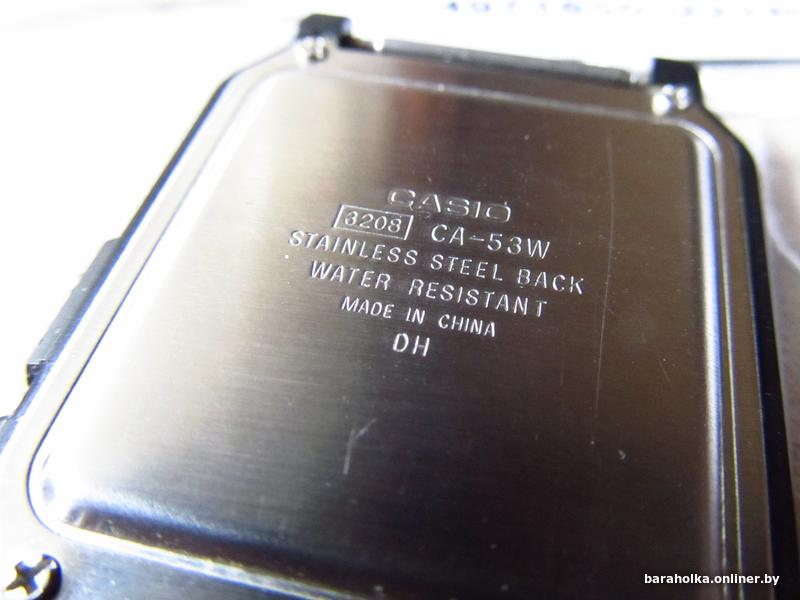 CASIO
3208 CA-53W
STAINLESS STEEL BACK
WATER RESISTANT
MADE IN CHINA
DH
baraholka.onliner.by